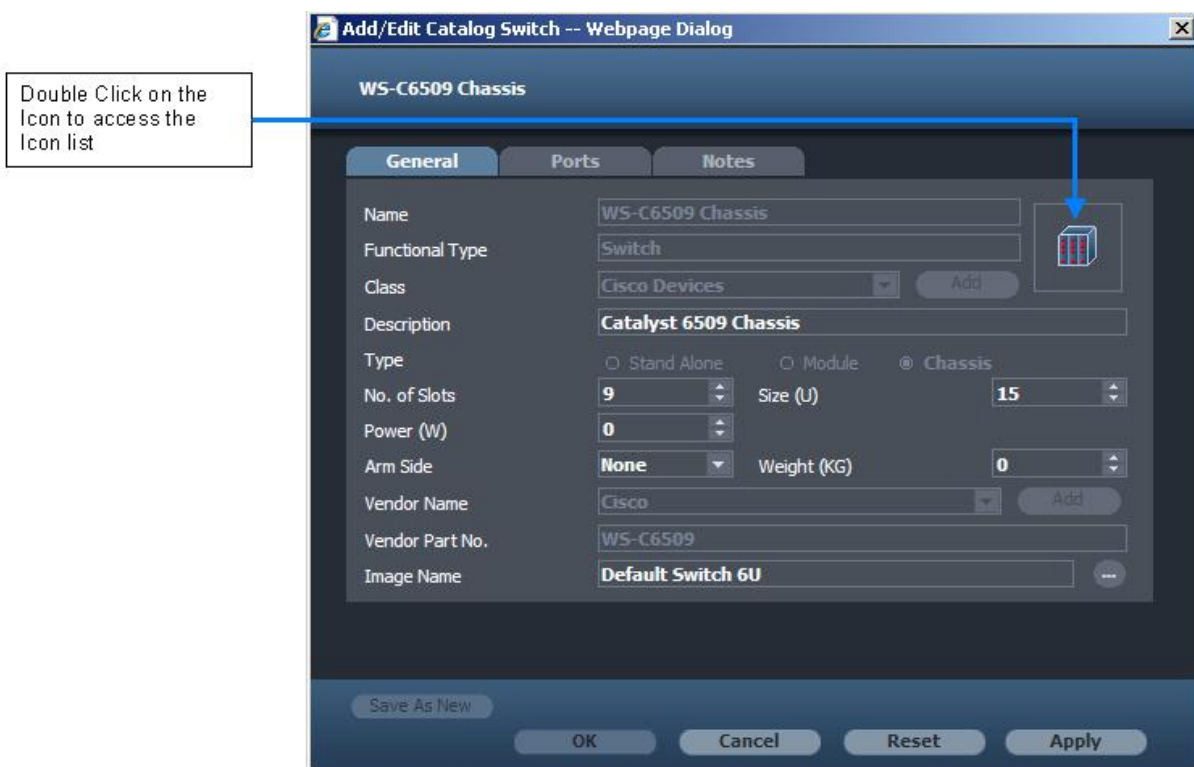 Add/Edit Catalog Switch -- Webpage Dialog
WS-C6509 Chassis
Double Click on the
Icon to access the
Icon list
General Ports Notes
Name WS-C6509 Chassis
Functional Type Switch
Class Cisco Devices Add
Description Catalyst 6509 Chassis
Type Stand Alone Module Chassis
No. of Slots 9 Size (U) 15
Power (W) 0
Arm Side None Weight (KG) 0
Vendor Name Cisco Add
Vendor Part No. WS-C6509
Image Name Default Switch 6U ...
Save As New
OK Cancel Reset Apply